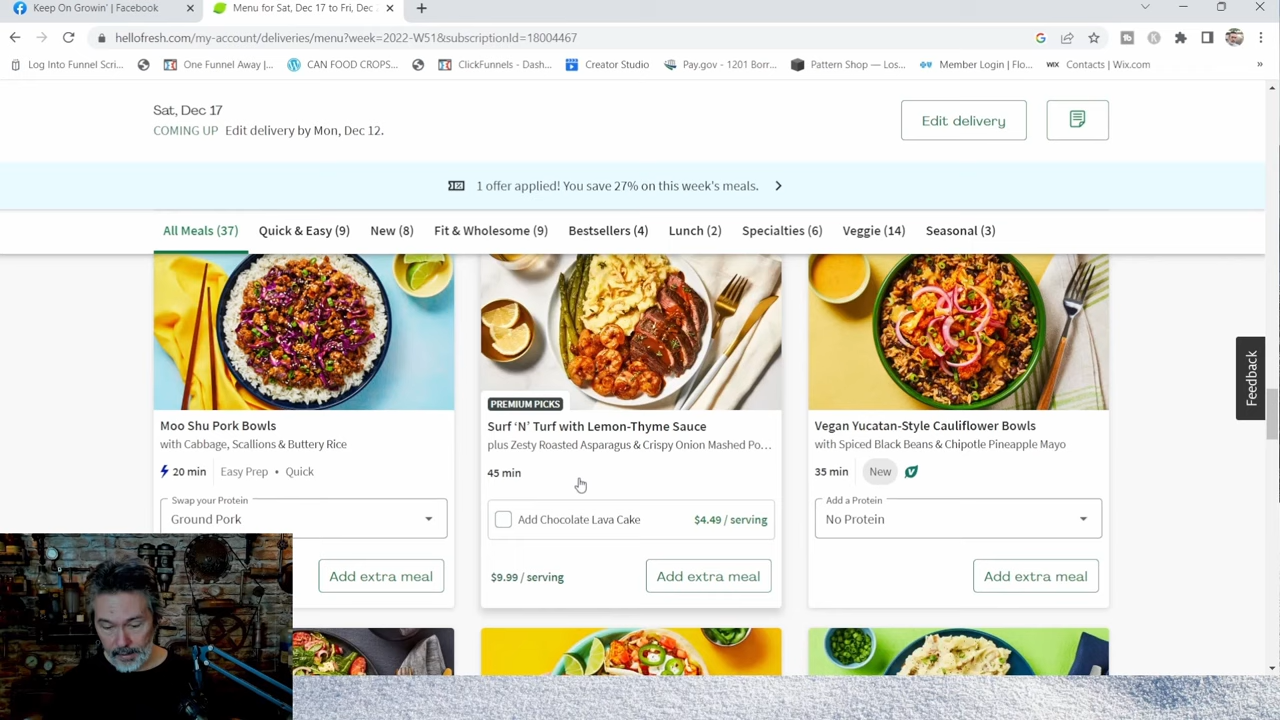 Keep On Growin' | Facebook
Menu for Sat, Dec 17 to Fri, Dec
hellofresh.com/my-account/deliveries/menu?week=2022-W51&subscriptionId=18004467
Log Into Funnel Scri...
One Funnel Away |...
CAN FOOD CROPS...
ClickFunnels - Dash...
Creator Studio
Pay.gov - 1201 Borr...
Pattern Shop — Los...
Member Login | Flo...
WIX Contacts | Wix.com
Sat, Dec 17
COMING UP Edit delivery by Mon, Dec 12.
Edit delivery
1 offer applied! You save 27% on this week's meals.
All Meals (37) Quick & Easy (9) New (8) Fit & Wholesome (9) Bestsellers (4) Lunch (2) Specialties (6) Veggie (14) Seasonal (3)
Feedback
Moo Shu Pork Bowls
with Cabbage, Scallions & Buttery Rice
20 min Easy Prep • Quick
Swap your Protein
Ground Pork
Add extra meal
PREMIUM PICKS
Surf 'N' Turf with Lemon-Thyme Sauce
plus Zesty Roasted Asparagus & Crispy Onion Mashed Po...
45 min
Add Chocolate Lava Cake $4.49 / serving
$9.99 / serving
Add extra meal
Vegan Yucatan-Style Cauliflower Bowls
with Spiced Black Beans & Chipotle Pineapple Mayo
35 min New
Add a Protein
No Protein
Add extra meal